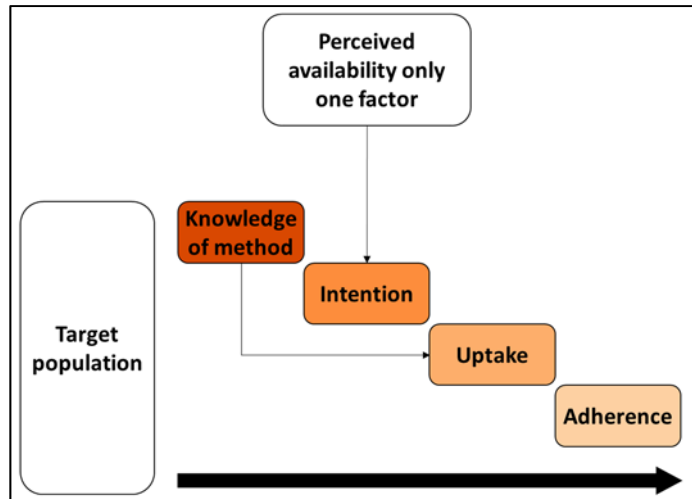 Perceived
availability only
one factor
Knowledge
of method
Intention
Target
population
Uptake
Adherence